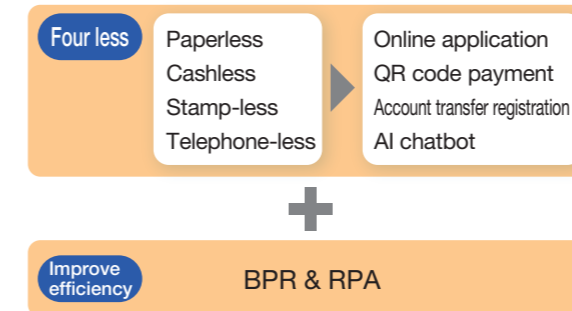 Four less
Paperless
Cashless
Stamp-less
Telephone-less
Online application
QR code payment
Account transfer registration
AI chatbot
Improve
efficiency
BPR & RPA